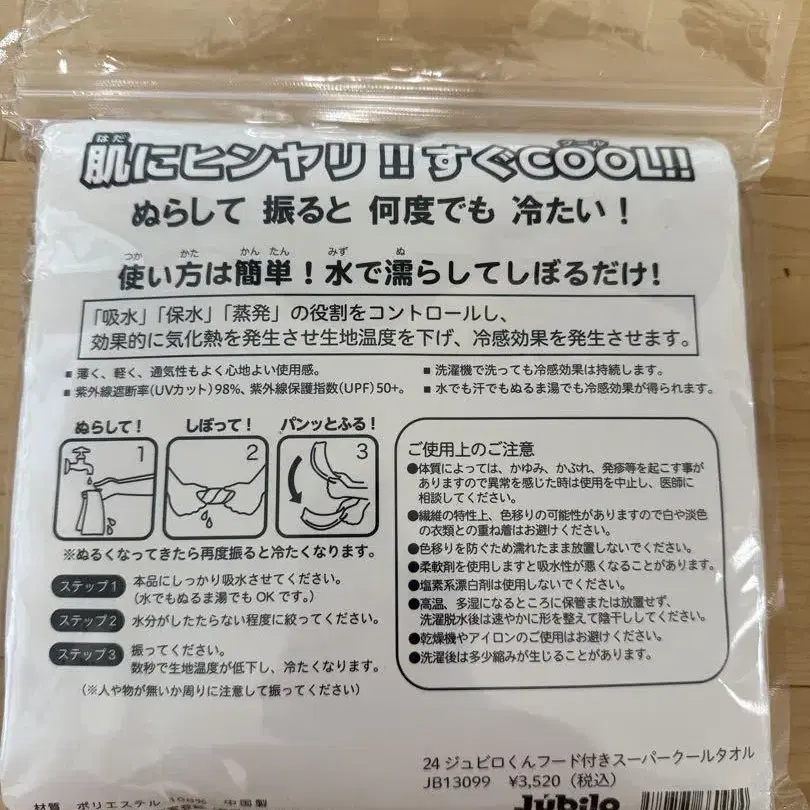 はだ
クール
肌にヒンヤリ!!すぐCOOL!!
ぬらして 振ると 何度でも 冷たい!
つか かた かんたん みず ぬ
使い方は簡単!水で濡らしてしぼるだけ!
「吸水」「保水」「蒸発」の役割をコントロールし、
効果的に気化熱を発生させ生地温度を下げ、冷感効果を発生させます。
■ 薄く、軽く、通気性もよく心地よい使用感。
■ 紫外線遮断率(UVカット)98%、紫外線保護指数(UPF)50+。
■ 洗濯機で洗っても冷感効果は持続します。
■ 水でも汗でもぬるま湯でも冷感効果が得られます。
ぬらして! しぼって! パンッとふる!
1 2 3
※ぬるくなってきたら再度振ると冷たくなります。
ステップ1 本品にしっかり吸水させてください。
(水でもぬるま湯でもOKです。)
ステップ2 水分がしたたらない程度に絞ってください。
ステップ3 振ってください。
数秒で生地温度が低下し、冷たくなります。
(※人や物が無いか周りに注意して振ってください)
ご使用上のご注意
●体質によっては、かゆみ、かぶれ、発疹等を起こす事が
ありますので異常を感じた時は使用を中止し、医師に
相談してください。
●繊維の特性上、色移りの可能性がありますので白や淡色
の衣類との重ね着はお避けください。
●色移りを防ぐため濡れたまま放置しないでください。
●柔軟剤を使用しますと吸水性が悪くなることがあります。
●塩素系漂白剤は使用しないでください。
●高温、多湿になるところに保管または放置せず、
洗濯脱水後は速やかに形を整えて陰干ししてください。
●乾燥機やアイロンのご使用はお避けください。
●洗濯後は多少縮みが生じることがあります。
24 ジュビロくんフード付きスーパークールタオル
JB13099 ¥3,520(税込)
材質 ポリエステル 100% 中国製
Júbilo